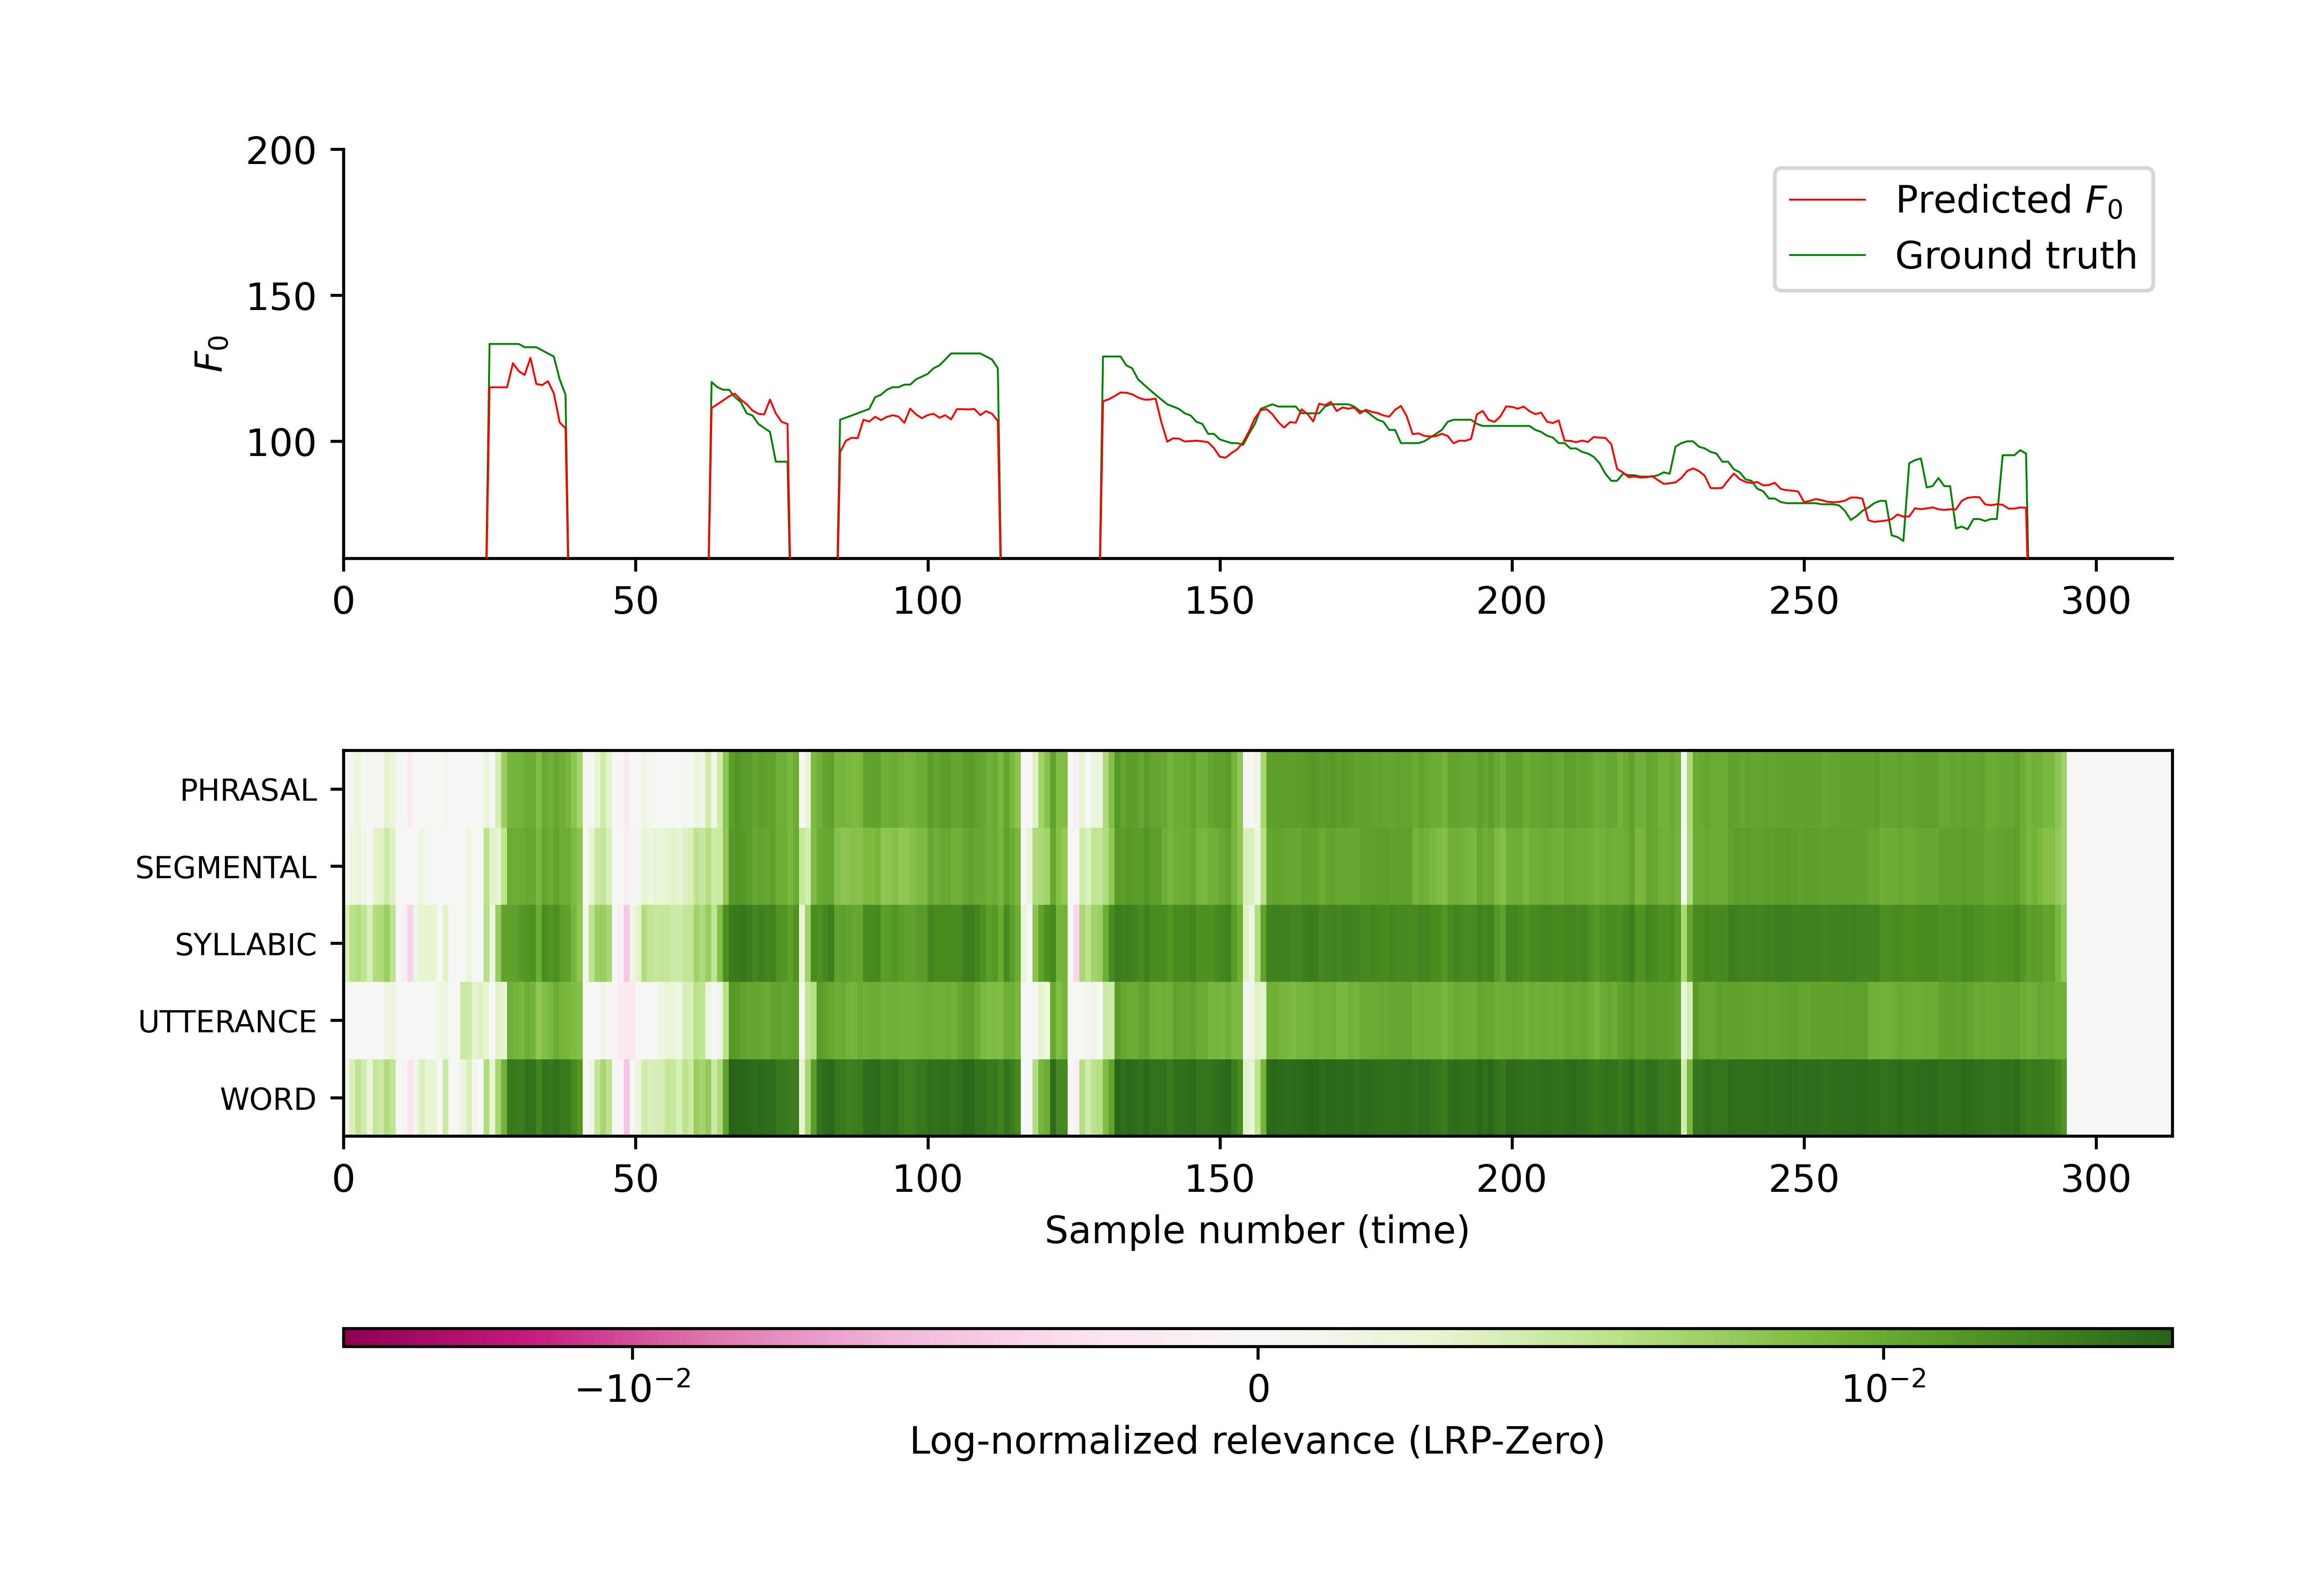 200
150
100
F₀
Predicted F₀
Ground truth
0 50 100 150 200 250 300
PHRASAL
SEGMENTAL
SYLLABIC
UTTERANCE
WORD
0 50 100 150 200 250 300
Sample number (time)
−10⁻² 0 10⁻²
Log-normalized relevance (LRP-Zero)